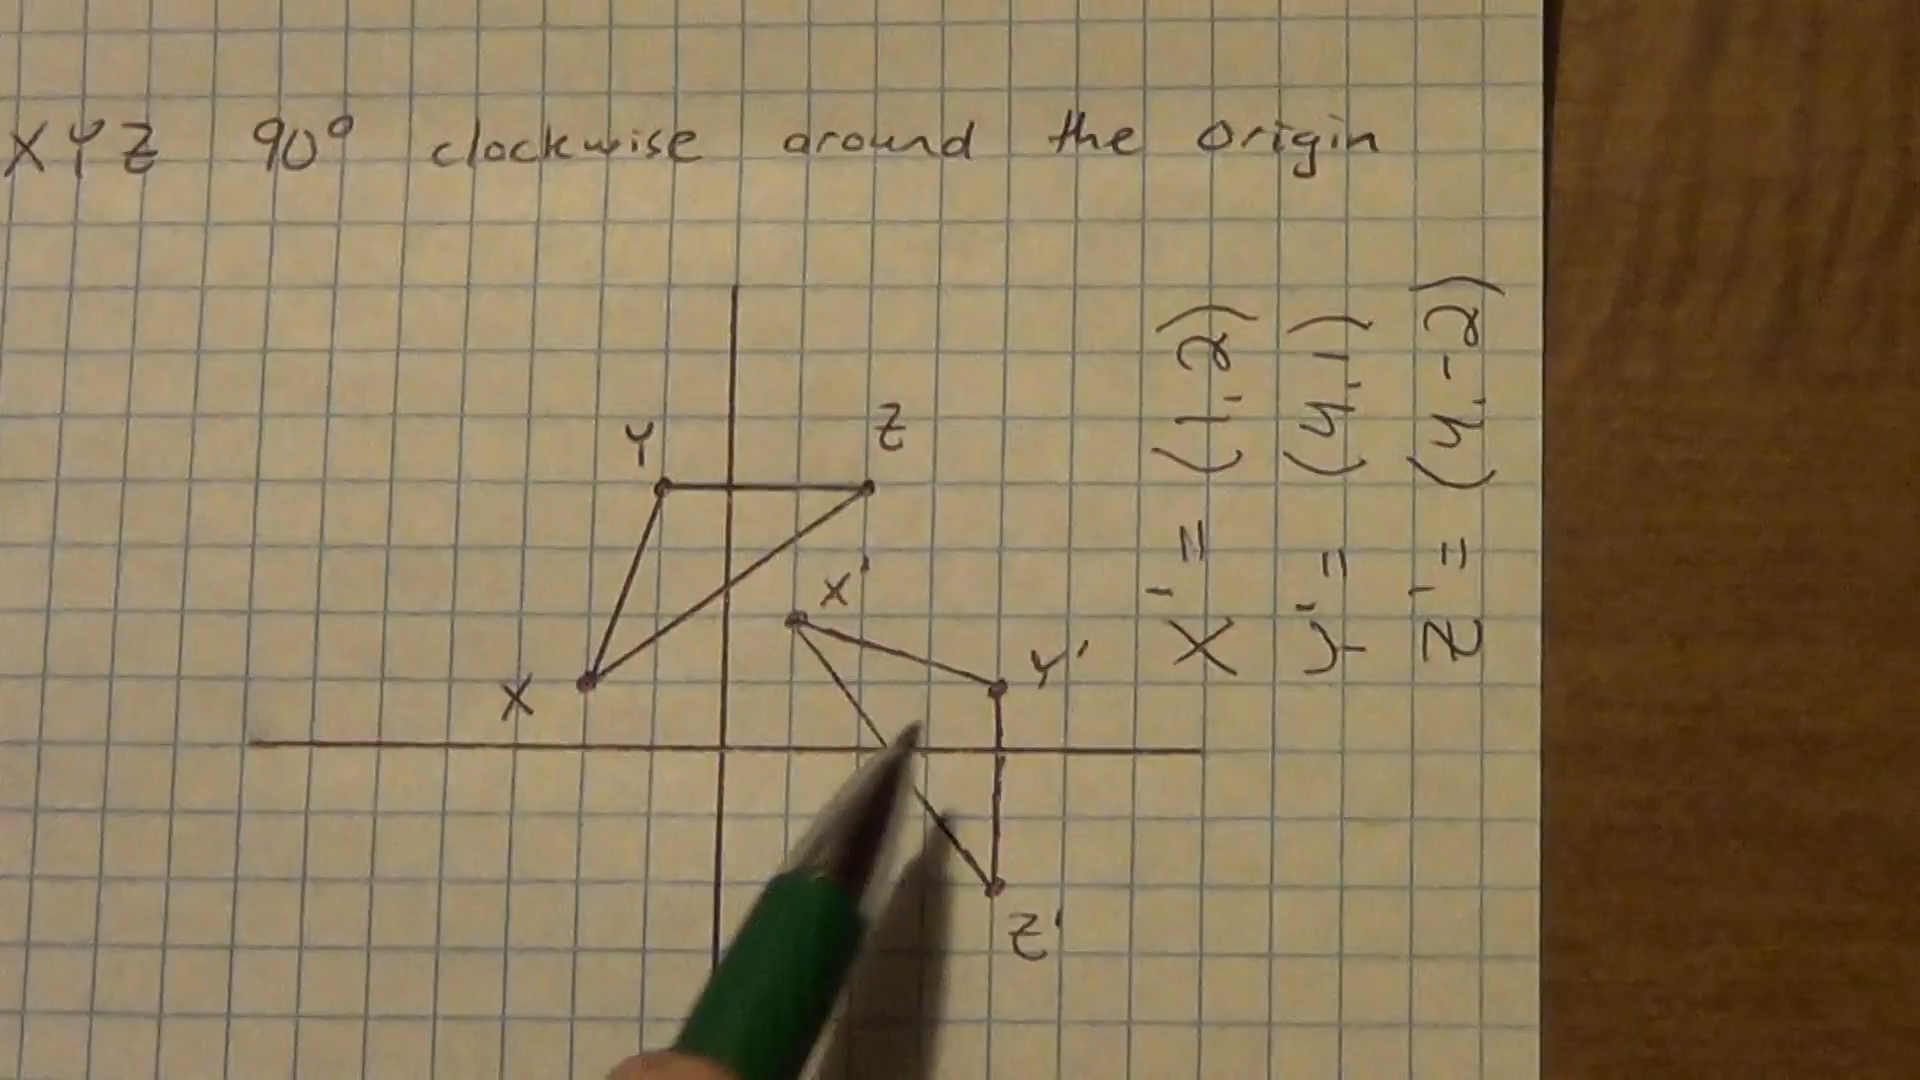 XYZ 90° clockwise around the origin
Y
Z
X'
X
Y'
Z'
X' = (1,2)
Y' = (4,1)
Z' = (4,-2)